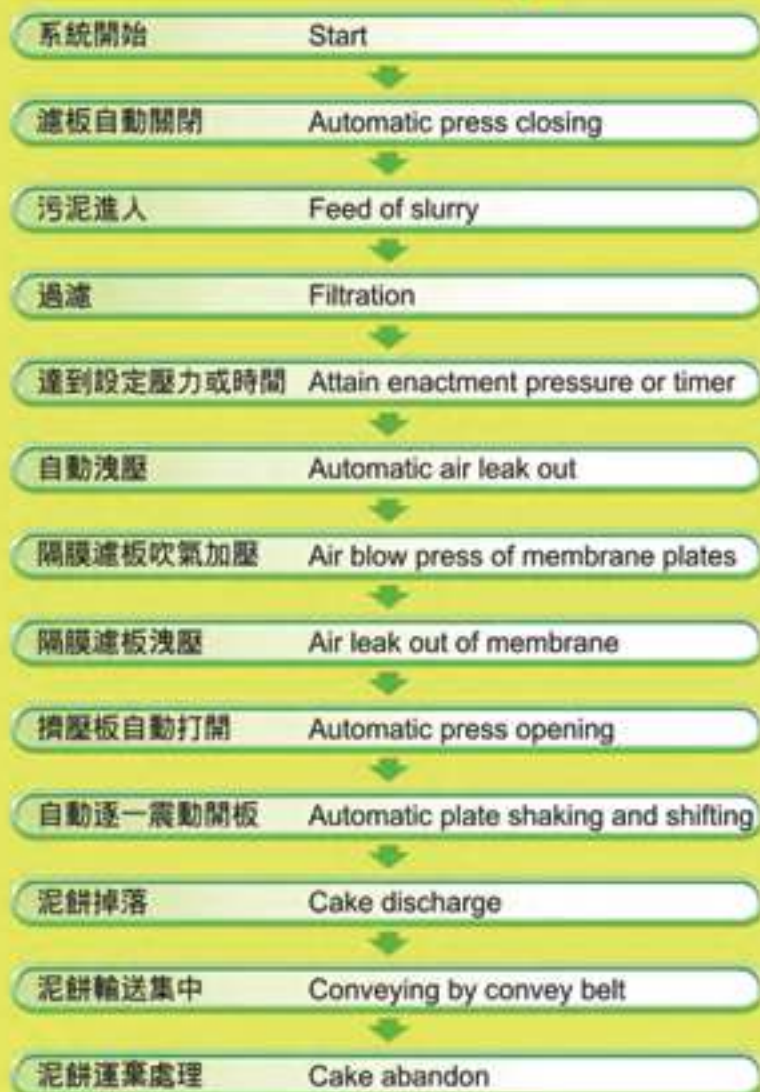 系統開始 Start
濾板自動關閉 Automatic press closing
污泥進入 Feed of slurry
過濾 Filtration
達到設定壓力或時間 Attain enactment pressure or timer
自動洩壓 Automatic air leak out
隔膜濾板吹氣加壓 Air blow press of membrane plates
隔膜濾板洩壓 Air leak out of membrane
擠壓板自動打開 Automatic press opening
自動逐一震動開板 Automatic plate shaking and shifting
泥餅掉落 Cake discharge
泥餅輸送集中 Conveying by convey belt
泥餅運棄處理 Cake abandon